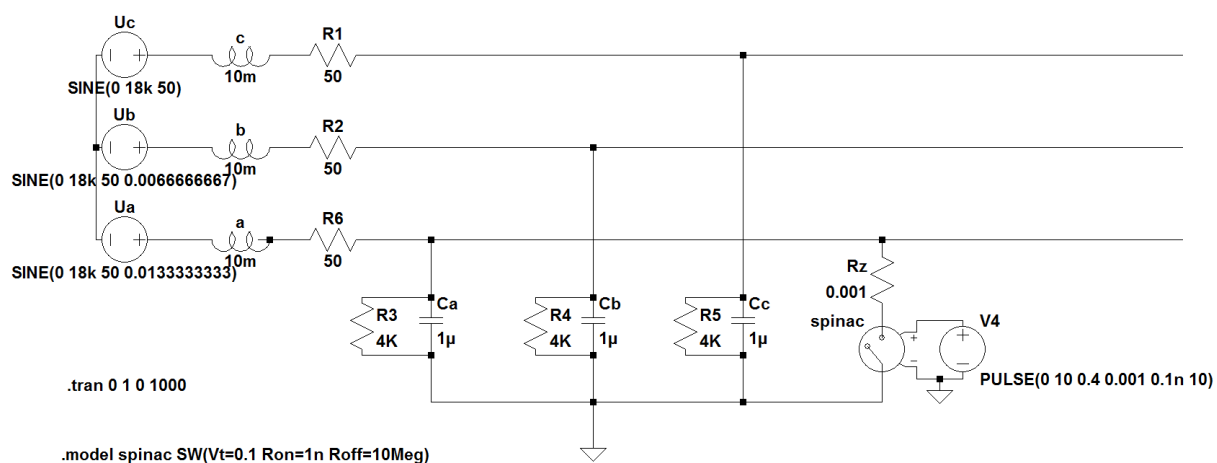 Uc
c
R1
10m
50
SINE(0 18k 50)
Ub
b
R2
10m
50
SINE(0 18k 50 0.0066666667)
Ua
a
R6
10m
50
SINE(0 18k 50 0.0133333333)
Rz
0.001
R3
4K
Ca
1µ
R4
4K
Cb
1µ
R5
4K
Cc
1µ
spinac
V4
PULSE(0 10 0.4 0.001 0.1n 10)
.tran 0 1 0 1000
.model spinac SW(Vt=0.1 Ron=1n Roff=10Meg)